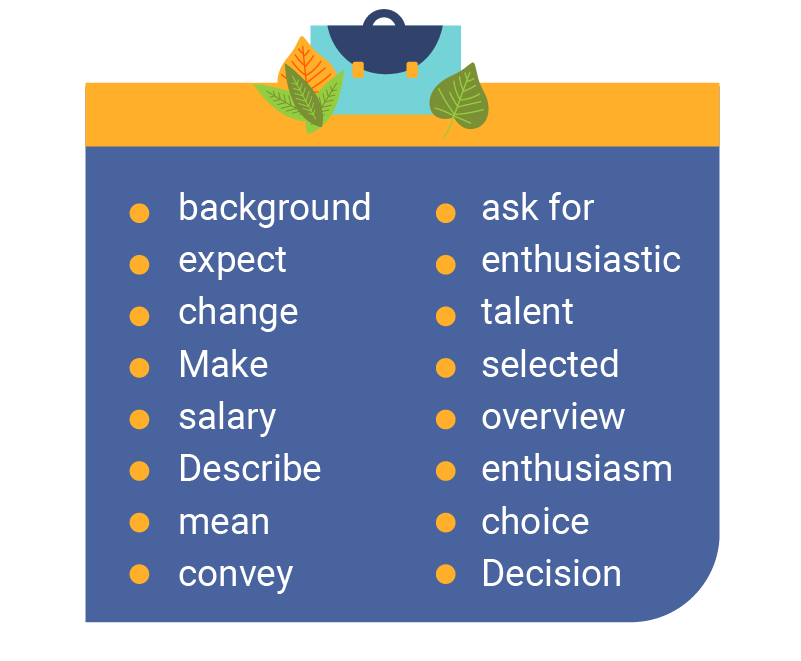 background
expect
change
Make
salary
Describe
mean
convey
ask for
enthusiastic
talent
selected
overview
enthusiasm
choice
Decision